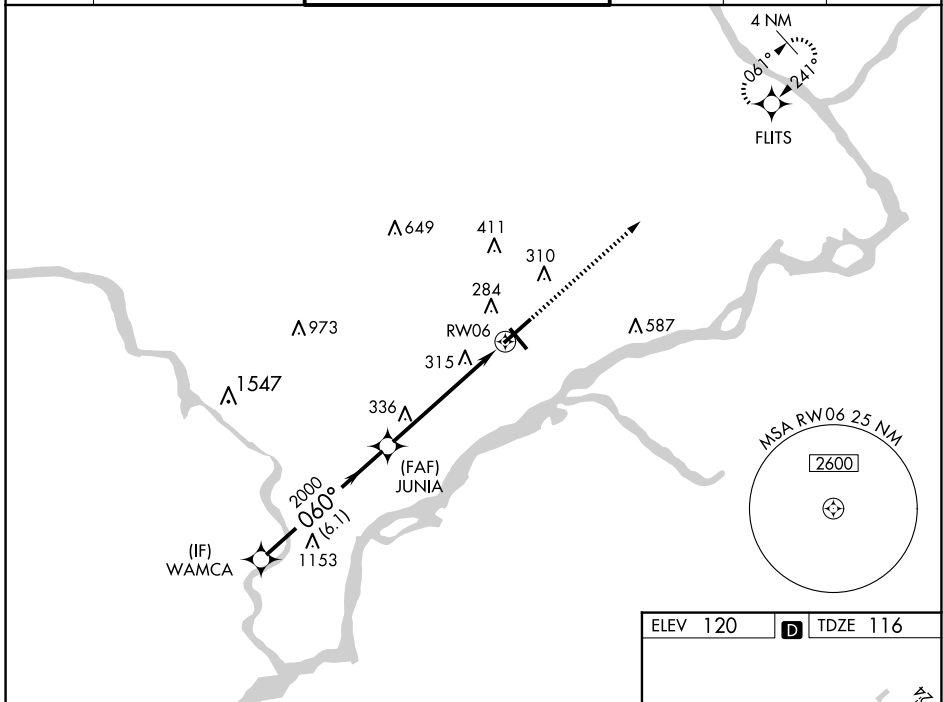 4 NM
061°
241°
FLITS
649
411
310
284
RW06
587
973
315
1547
336
(FAF)
JUNIA
2000
060°
(6.1)
(IF)
WAMCA
1153
MSA RW06 25 NM
2600
ELEV 120
D
TDZE 116
24